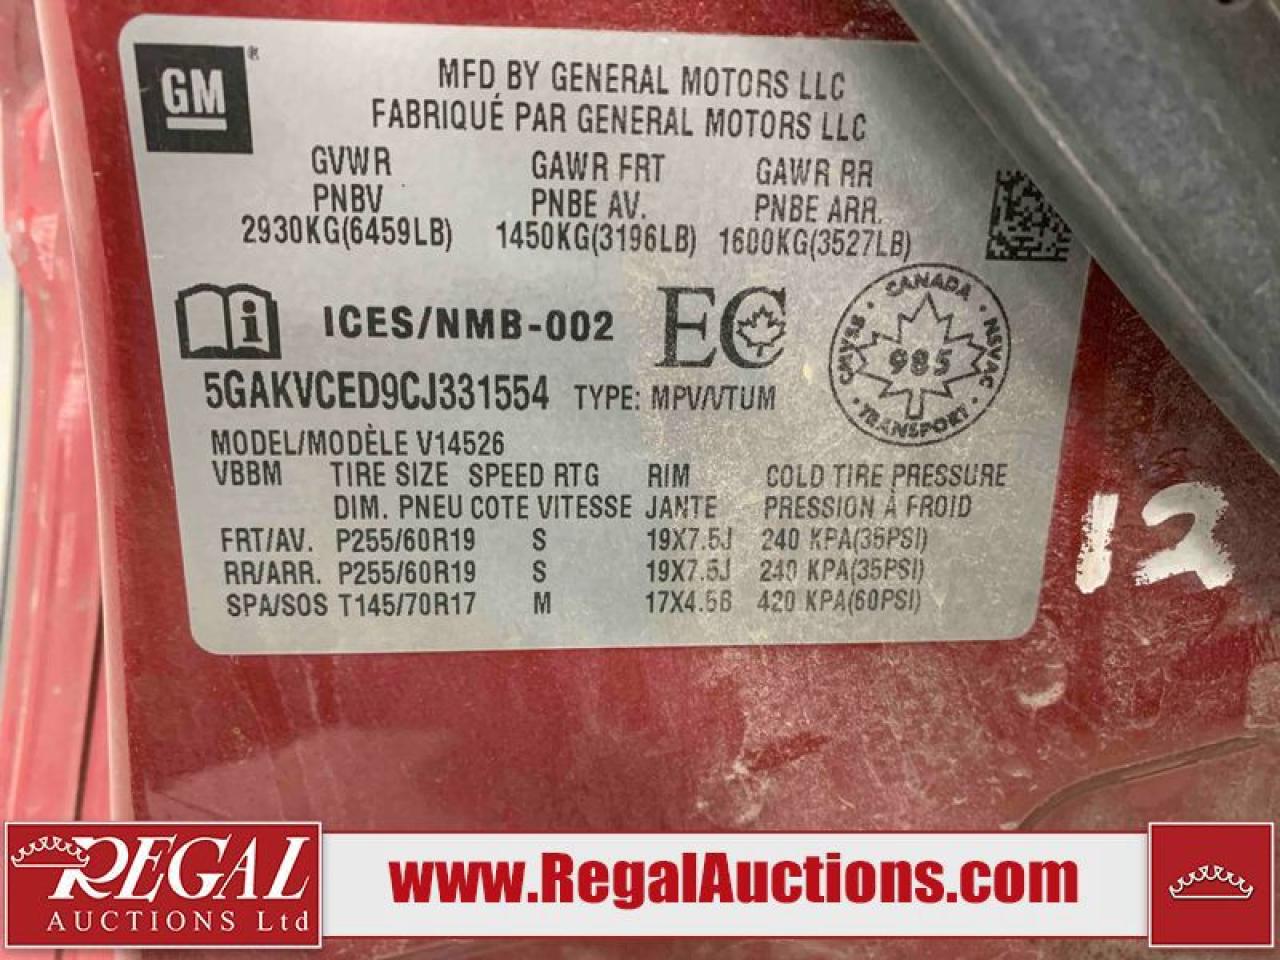 GM ®
MFD BY GENERAL MOTORS LLC
FABRIQUÉ PAR GENERAL MOTORS LLC
GVWR GAWR FRT GAWR RR
PNBV PNBE AV. PNBE ARR.
2930KG(6459LB) 1450KG(3196LB) 1600KG(3527LB)
ICES/NMB-002 EC
CANADA
CMVSS 985 NSVAC
TRANSPORT
5GAKVCED9CJ331554 TYPE: MPV/VTUM
MODEL/MODÈLE V14526
VBBM TIRE SIZE SPEED RTG RIM COLD TIRE PRESSURE
DIM. PNEU COTE VITESSE JANTE PRESSION À FROID
FRT/AV. P255/60R19 S 19X7.5J 240 KPA(35PSI)
RR/ARR. P255/60R19 S 19X7.5J 240 KPA(35PSI)
SPA/SOS T145/70R17 M 17X4.5B 420 KPA(60PSI)
12
REGAL
AUCTIONS Ltd
www.RegalAuctions.com